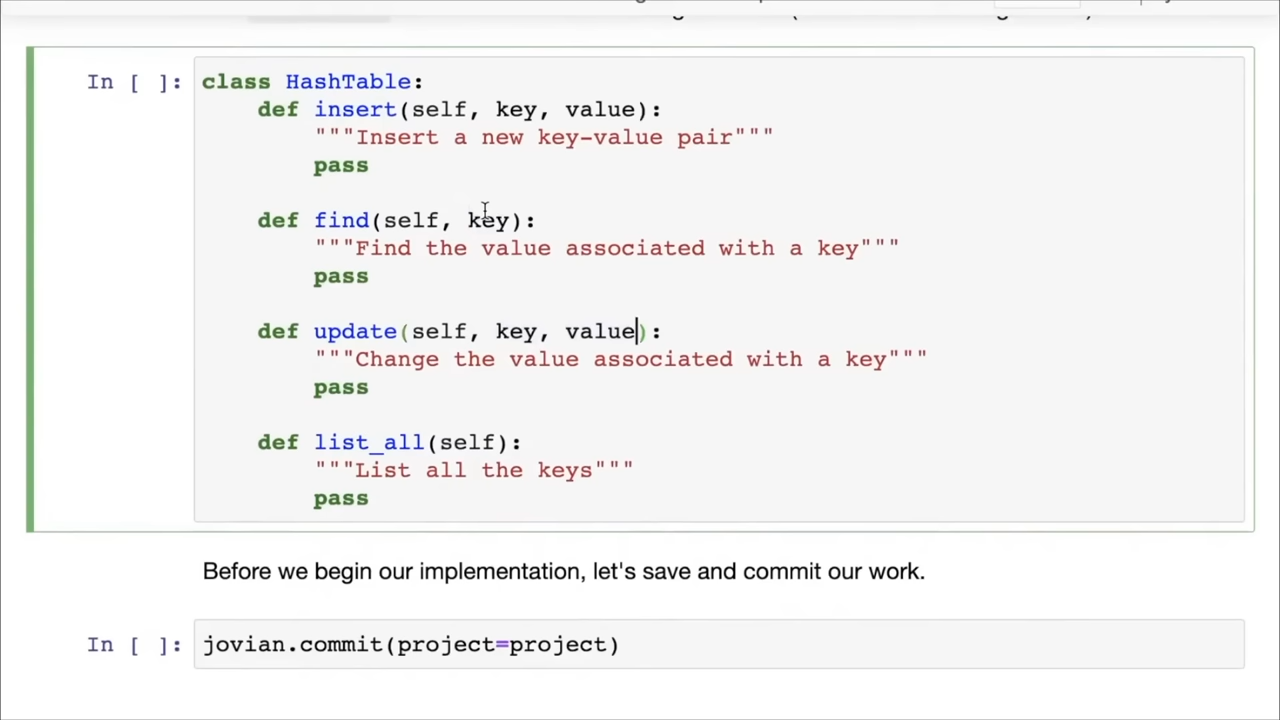 In [ ]: class HashTable:
    def insert(self, key, value):
        """Insert a new key-value pair"""
        pass
    def find(self, key):
        """Find the value associated with a key"""
        pass
    def update(self, key, value):
        """Change the value associated with a key"""
        pass
    def list_all(self):
        """List all the keys"""
        pass
Before we begin our implementation, let's save and commit our work.
In [ ]: jovian.commit(project=project)